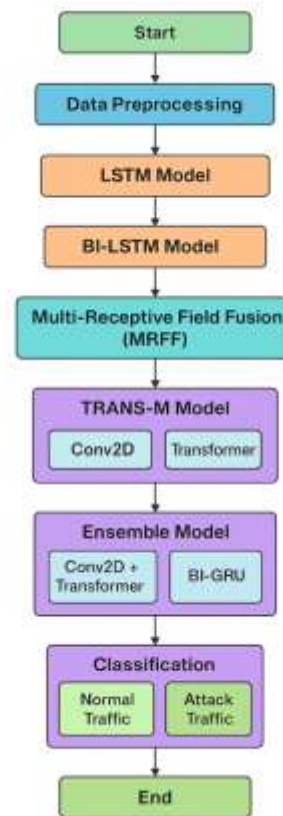 Start
Data Preprocessing
LSTM Model
BI-LSTM Model
Multi-Receptive Field Fusion
(MRFF)
TRANS-M Model
Conv2D
Transformer
Ensemble Model
Conv2D +
Transformer
BI-GRU
Classification
Normal
Traffic
Attack
Traffic
End